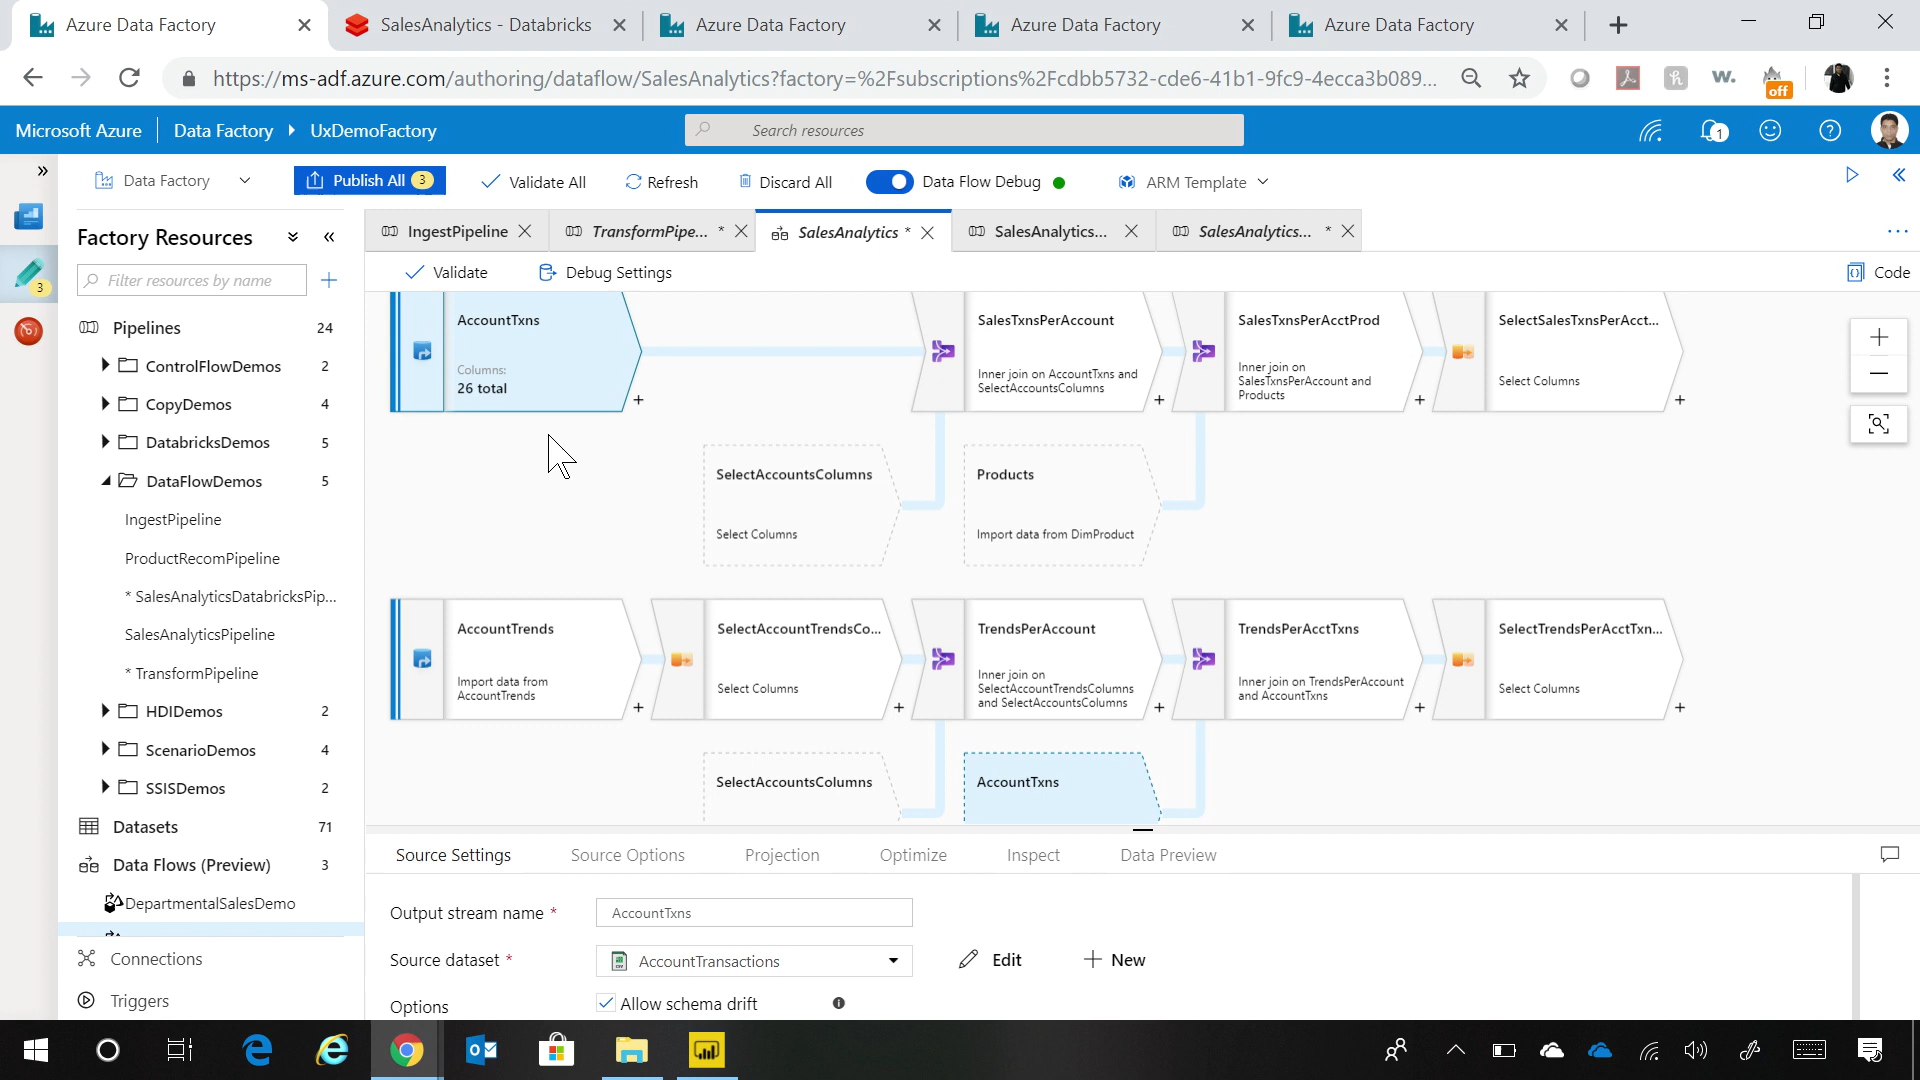 Azure Data Factory
SalesAnalytics - Databricks
Azure Data Factory
Azure Data Factory
Azure Data Factory
https://ms-adf.azure.com/authoring/dataflow/SalesAnalytics?factory=%2Fsubscriptions%2Fcdbb5732-cde6-41b1-9fc9-4ecca3b089...
off
Microsoft Azure
Data Factory
UxDemoFactory
Search resources
1
Data Factory
Publish All 3
Validate All
Refresh
Discard All
Data Flow Debug
ARM Template
Factory Resources
Filter resources by name
3
Pipelines 24
ControlFlowDemos 2
CopyDemos 4
DatabricksDemos 5
DataFlowDemos 5
IngestPipeline
ProductRecomPipeline
* SalesAnalyticsDatabricksPip...
SalesAnalyticsPipeline
* TransformPipeline
HDIDemos 2
ScenarioDemos 4
SSISDemos 2
Datasets 71
Data Flows (Preview) 3
DepartmentalSalesDemo
Connections
Triggers
IngestPipeline
TransformPipe... *
SalesAnalytics *
SalesAnalytics...
SalesAnalytics... *
Validate
Debug Settings
Code
AccountTxns
Columns:
26 total
SalesTxnsPerAccount
Inner join on AccountTxns and
SelectAccountsColumns
SalesTxnsPerAcctProd
Inner join on
SalesTxnsPerAccount and
Products
SelectSalesTxnsPerAcct...
Select Columns
SelectAccountsColumns
Select Columns
Products
Import data from DimProduct
AccountTrends
Import data from
AccountTrends
SelectAccountTrendsCo...
Select Columns
TrendsPerAccount
Inner join on
SelectAccountTrendsColumns
and SelectAccountsColumns
TrendsPerAcctTxns
Inner join on TrendsPerAccount
and AccountTxns
SelectTrendsPerAcctTxn...
Select Columns
SelectAccountsColumns
AccountTxns
Source Settings
Source Options
Projection
Optimize
Inspect
Data Preview
Output stream name *
AccountTxns
Source dataset *
AccountTransactions
Edit
New
Options
Allow schema drift